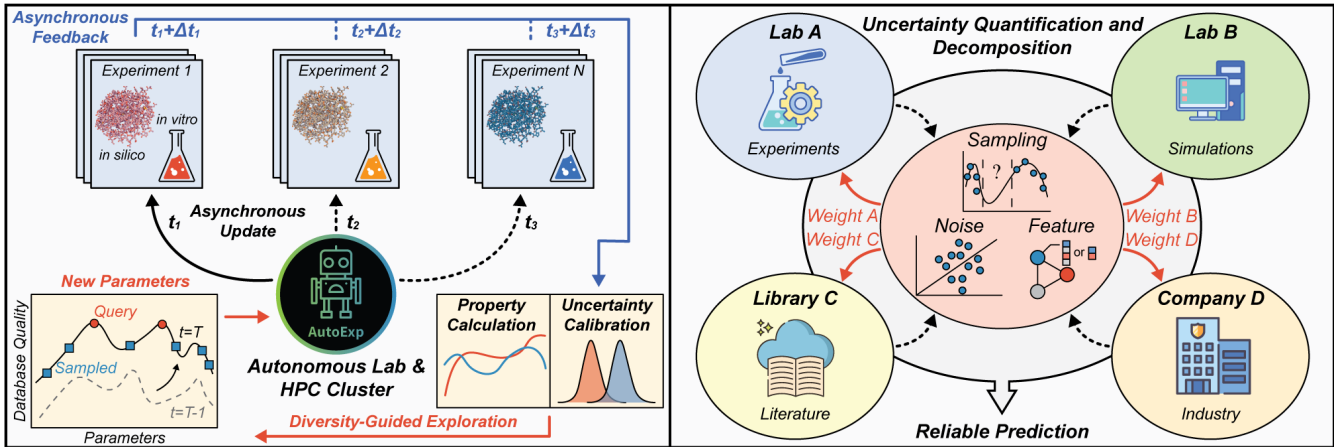 Asynchronous
Feedback
t₁+Δt₁
t₂+Δt₂
t₃+Δt₃
Experiment 1
in vitro
in silico
Experiment 2
Experiment N
t₁
Asynchronous
Update
t₂
t₃
AutoExp
Autonomous Lab &
HPC Cluster
New Parameters
Database Quality
Query
t=T
Sampled
t=T-1
Parameters
Property
Calculation
Uncertainty
Calibration
Diversity-Guided Exploration
Uncertainty Quantification and
Decomposition
Lab A
Experiments
Lab B
Simulations
Sampling
?
Noise
Feature
or
Weight A
Weight C
Weight B
Weight D
Library C
Literature
Company D
Industry
Reliable Prediction